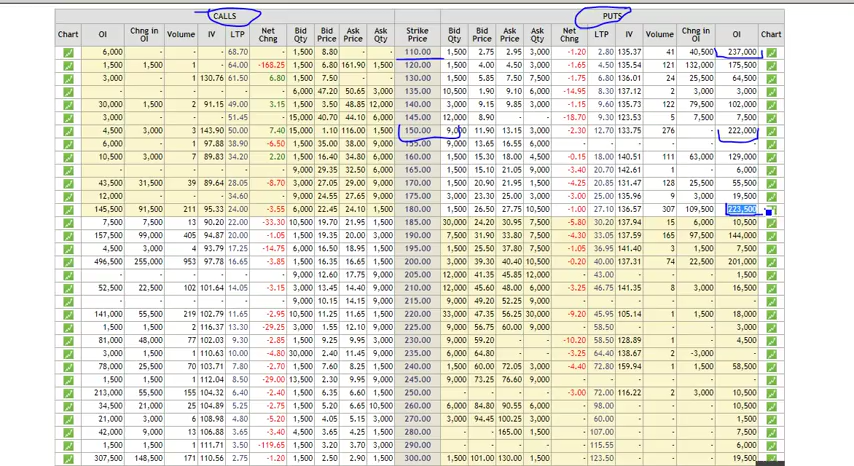 CALLS PUTS
Chart OI Chng in OI Volume IV LTP Net Chng Bid Qty Bid Price Ask Price Ask Qty Strike Price Bid Qty Bid Price Ask Price Ask Qty Net Chng LTP IV Volume Chng in OI OI Chart
6,000 - - - 68.70 - 1,500 8.80 - - 110.00 1,500 2.75 2.95 3,000 -1.20 2.80 135.37 41 40,500 237,000
1,500 1,500 1 - 64.00 -168.25 1,500 6.80 161.90 1,500 120.00 1,500 4.00 4.50 3,000 -1.65 4.50 135.54 121 132,000 175,500
3,000 - 1 130.76 61.50 6.80 1,500 7.50 - - 130.00 1,500 5.85 7.50 7,500 -1.75 6.80 136.01 24 25,500 64,500
- - - - - - 6,000 47.20 50.65 3,000 135.00 10,500 1.90 9.10 6,000 -14.95 8.30 137.12 2 3,000 3,000
30,000 1,500 2 91.15 49.00 3.15 1,500 3.50 48.85 12,000 140.00 3,000 9.15 9.85 3,000 -1.15 9.60 135.73 122 79,500 102,000
3,000 - - - 51.45 - 15,000 40.70 44.10 6,000 145.00 12,000 8.90 - - -18.70 9.30 123.53 5 7,500 7,500
4,500 3,000 3 143.90 50.00 7.40 15,000 1.10 116.00 1,500 150.00 9,000 11.90 13.15 3,000 -2.30 12.70 133.75 276 - 222,000
6,000 - 1 97.88 38.90 -6.50 1,500 35.00 38.00 9,000 155.00 9,000 13.65 16.55 6,000 - - - - - -
10,500 3,000 7 89.83 34.20 2.20 1,500 16.40 34.80 6,000 160.00 1,500 15.30 18.00 4,500 -0.15 18.00 140.51 111 63,000 129,000
- - - - - - 9,000 29.35 32.50 6,000 165.00 1,500 15.10 21.05 9,000 -3.40 20.70 142.61 1 - 6,000
43,500 31,500 39 89.64 28.05 -8.70 3,000 27.05 29.00 9,000 170.00 1,500 20.90 21.95 1,500 -4.25 20.85 131.47 128 25,500 55,500
12,000 - - - 34.60 - 9,000 24.55 27.65 9,000 175.00 3,000 23.30 25.00 3,000 -3.00 25.00 135.96 9 3,000 19,500
145,500 91,500 211 95.33 24.00 -3.55 6,000 22.45 24.10 1,500 180.00 1,500 26.50 27.75 10,500 -1.00 27.10 136.57 307 109,500 223,500
7,500 7,500 13 90.20 22.00 -33.30 10,500 19.70 21.95 1,500 185.00 30,000 24.20 30.95 7,500 -5.80 30.20 137.94 15 6,000 10,500
157,500 99,000 405 94.87 20.00 -1.05 1,500 19.35 20.00 3,000 190.00 7,500 31.90 33.80 7,500 -4.30 33.05 137.59 165 97,500 144,000
4,500 3,000 4 93.79 17.25 -14.75 6,000 16.50 18.95 1,500 195.00 1,500 25.50 37.80 1,500 -1.05 36.95 141.40 3 1,500 7,500
496,500 255,000 953 97.78 16.65 -3.85 1,500 16.35 16.65 1,500 200.00 3,000 39.30 40.40 10,500 -0.20 40.00 137.31 74 22,500 201,000
- - - - - - 9,000 12.60 17.75 9,000 205.00 12,000 41.35 45.85 12,000 - 43.00 - - - 1,500
52,500 22,500 102 101.64 14.05 -3.15 3,000 13.45 14.40 9,000 210.00 12,000 45.60 48.00 6,000 -3.25 46.75 141.35 8 3,000 16,500
- - - - - - 9,000 10.15 14.15 9,000 215.00 9,000 49.20 52.25 9,000 - - - - - -
141,000 55,500 219 102.79 11.65 -2.95 10,500 11.25 11.65 1,500 220.00 33,000 47.35 56.25 30,000 -9.20 45.95 105.14 1 1,500 18,000
1,500 1,500 2 116.37 13.30 -29.25 3,000 1.55 12.10 9,000 225.00 9,000 56.75 60.00 9,000 - 58.50 - - - 3,000
81,000 48,000 77 102.03 9.30 -2.85 1,500 9.25 9.95 3,000 230.00 9,000 59.20 - - -10.20 58.50 128.89 1 - 4,500
3,000 1,500 1 110.63 10.00 -4.80 30,000 2.40 11.45 9,000 235.00 6,000 64.80 - - -3.25 64.40 138.67 2 -3,000 -
78,000 25,500 70 103.71 7.80 -2.70 1,500 7.60 8.25 1,500 240.00 1,500 60.00 72.05 3,000 -4.40 72.80 159.94 1 1,500 58,500
1,500 1,500 1 112.04 8.50 -29.00 13,500 2.30 9.95 9,000 245.00 9,000 73.25 76.60 9,000 - - - - - -
213,000 55,500 155 104.32 6.40 -2.40 1,500 6.35 6.60 1,500 250.00 - - - - -3.00 72.00 116.22 2 3,000 10,500
34,500 21,000 25 104.89 5.25 -2.75 1,500 5.20 6.65 10,500 260.00 6,000 84.80 90.55 6,000 - 98.00 - - - 10,500
21,000 3,000 6 108.98 4.80 -5.20 1,500 4.05 5.15 3,000 270.00 3,000 94.45 100.25 3,000 - 60.00 - - - 1,500
42,000 9,000 13 106.88 3.65 -3.40 4,500 3.65 4.25 1,500 280.00 - - 165.00 1,500 - 107.00 - - - 7,500
1,500 1,500 1 111.71 3.50 -119.65 1,500 3.20 3.70 3,000 290.00 - - - - - 115.55 - - - 6,000
307,500 148,500 171 110.56 2.75 -1.20 1,500 2.50 2.90 1,500 300.00 1,500 101.00 130.00 1,500 - 123.50 - - - 19,500